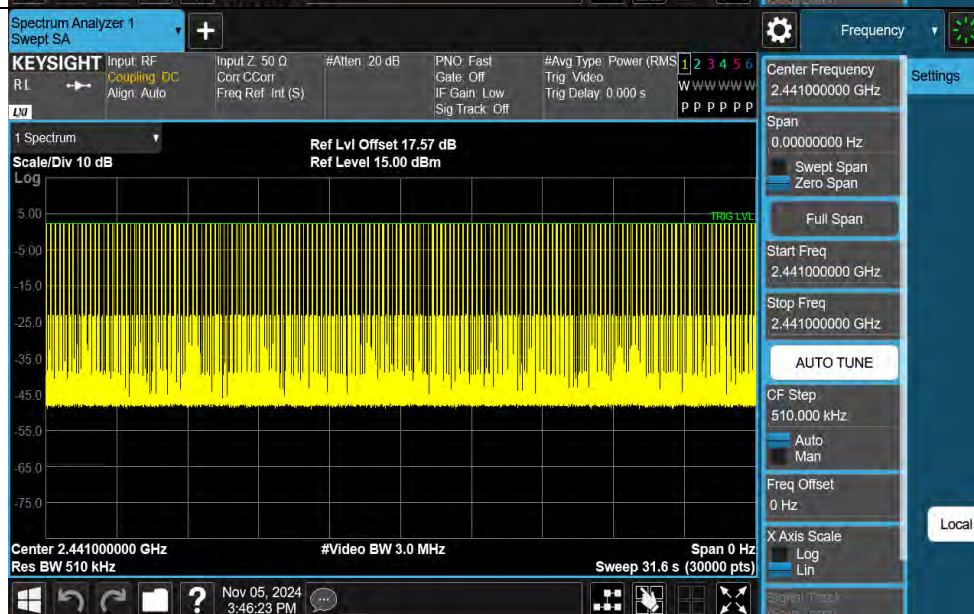 Spectrum Analyzer 1
Swept SA
+
Frequency
KEYSIGHT
RL
LXI
Input: RF
Coupling: DC
Align: Auto
Input Z: 50 Ω
Corr CCorr
Freq Ref: Int (S)
#Atten: 20 dB
PNO: Fast
Gate: Off
IF Gain: Low
Sig Track: Off
#Avg Type: Power (RMS
Trig: Video
Trig Delay: 0.000 s
1 2 3 4 5 6
W W W W W W
P P P P P P
Center Frequency
2.441000000 GHz
Settings
Span
0.00000000 Hz
Swept Span
Zero Span
Full Span
Start Freq
2.441000000 GHz
Stop Freq
2.441000000 GHz
AUTO TUNE
CF Step
510.000 kHz
Auto
Man
Freq Offset
0 Hz
X Axis Scale
Log
Lin
Signal Track
Local
1 Spectrum
Scale/Div 10 dB
Log
Ref Lvl Offset 17.57 dB
Ref Level 15.00 dBm
TRIG LVL
5.00
-5.00
-15.0
-25.0
-35.0
-45.0
-55.0
-65.0
-75.0
Center 2.441000000 GHz
Res BW 510 kHz
#Video BW 3.0 MHz
Span 0 Hz
Sweep 31.6 s (30000 pts)
?
Nov 05, 2024
3:46:23 PM